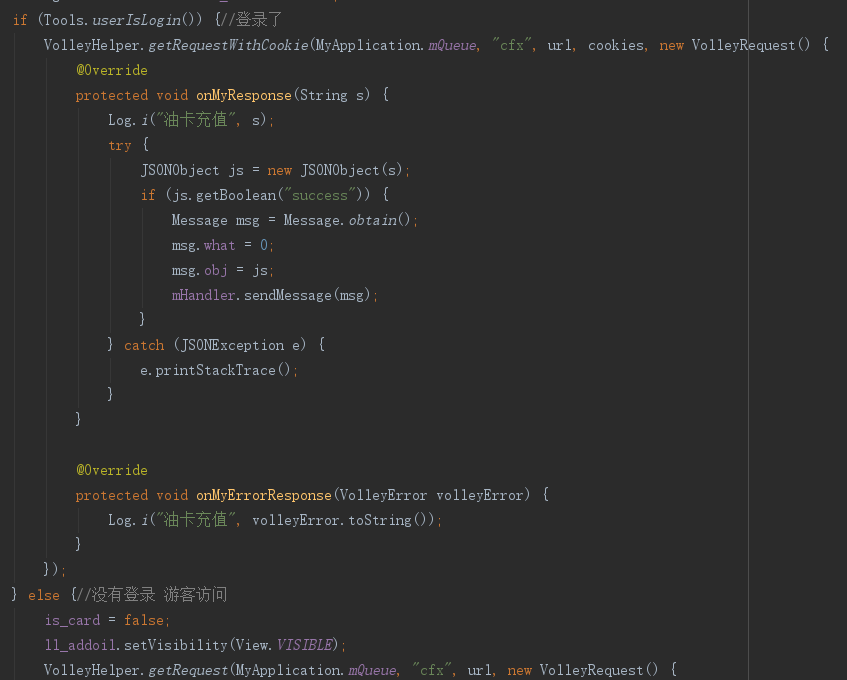 if (Tools.userIsLogin()) {//登录了
VolleyHelper.getRequestWithCookie(MyApplication.mQueue, "cfx", url, cookies, new VolleyRequest() {
@Override
protected void onMyResponse(String s) {
Log.i("油卡充值", s);
try {
JSONObject js = new JSONObject(s);
if (js.getBoolean("success")) {
Message msg = Message.obtain();
msg.what = 0;
msg.obj = js;
mHandler.sendMessage(msg);
}
} catch (JSONException e) {
e.printStackTrace();
}
}
@Override
protected void onMyErrorResponse(VolleyError volleyError) {
Log.i("油卡充值", volleyError.toString());
}
});
} else {//没有登录 游客访问
is_card = false;
ll_addoil.setVisibility(View.VISIBLE);
VolleyHelper.getRequest(MyApplication.mQueue, "cfx", url, new VolleyRequest() {